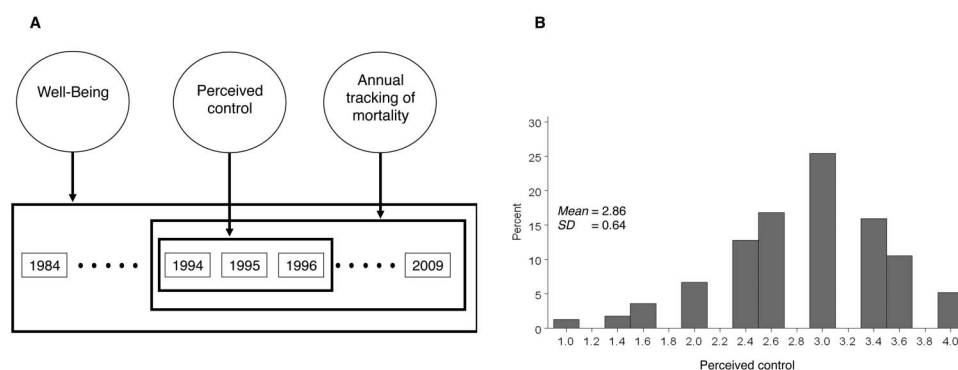 A
Well-Being
Perceived
control
Annual
tracking of
mortality
1984
1994
1995
1996
2009
B
30
25
20
15
10
5
0
Percent
Mean = 2.86
SD = 0.64
1.0 1.2 1.4 1.6 1.8 2.0 2.2 2.4 2.6 2.8 3.0 3.2 3.4 3.6 3.8 4.0
Perceived control